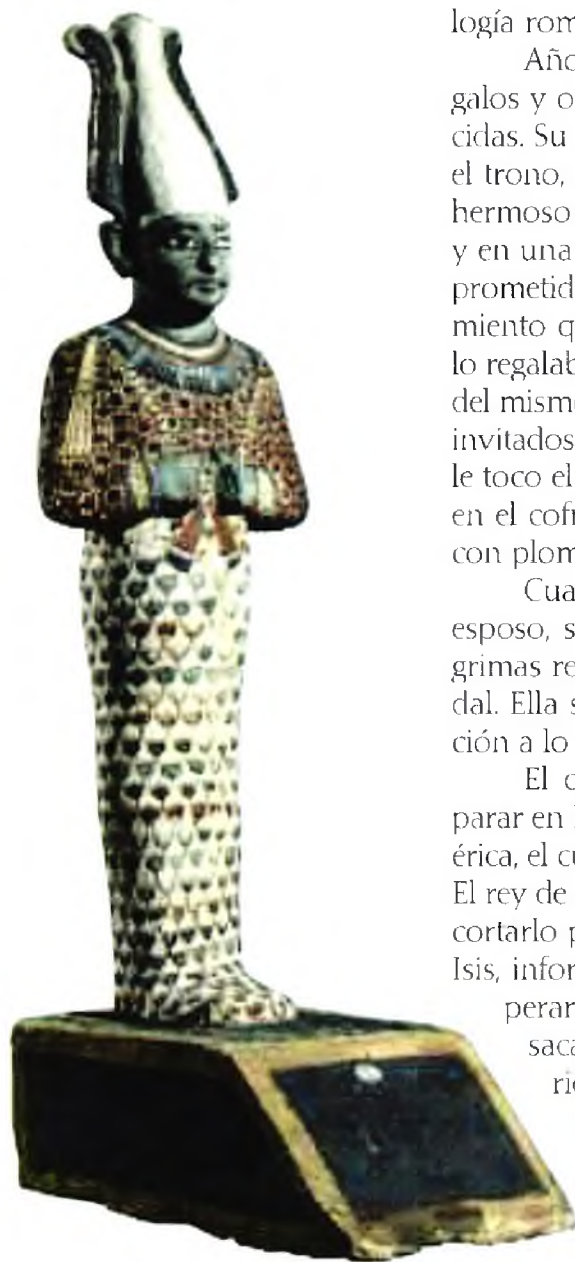 logía rom
Año
galos y o
cidas. Su
el trono,
hermoso
y en una
prometid
miento q
lo regalab
del mism
invitados
le toco el
en el cofr
con plom
Cua
esposo, s
grimas re
dal. Ella s
ción a lo
El c
parar en
érica, el cu
El rey de
cortarlo p
Isis, infor
perar
saca
ric